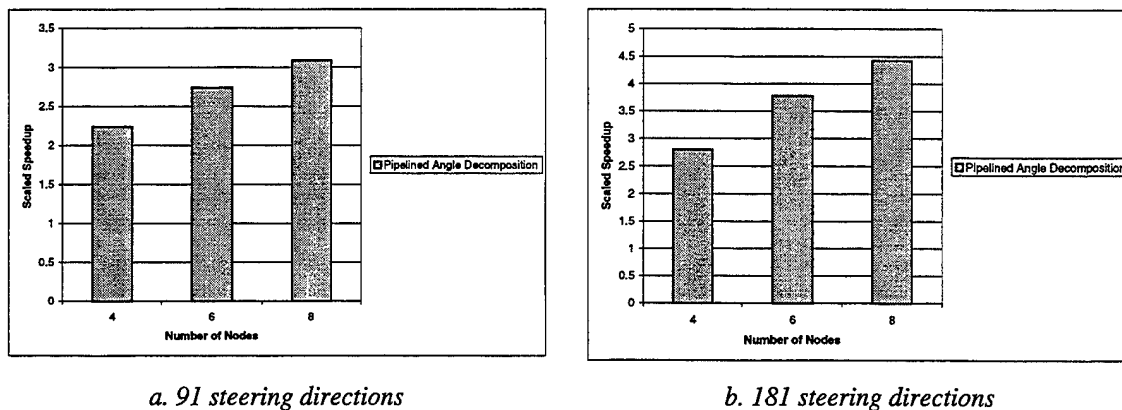 3.5
3
2.5
2
1.5
1
0.5
0
Scaled Speedup
4 6 8
Number of Nodes
Pipelined Angle Decomposition
a. 91 steering directions
5
4.5
4
3.5
3
2.5
2
1.5
1
0.5
0
Scaled Speedup
4 6 8
Number of Nodes
Pipelined Angle Decomposition
b. 181 steering directions